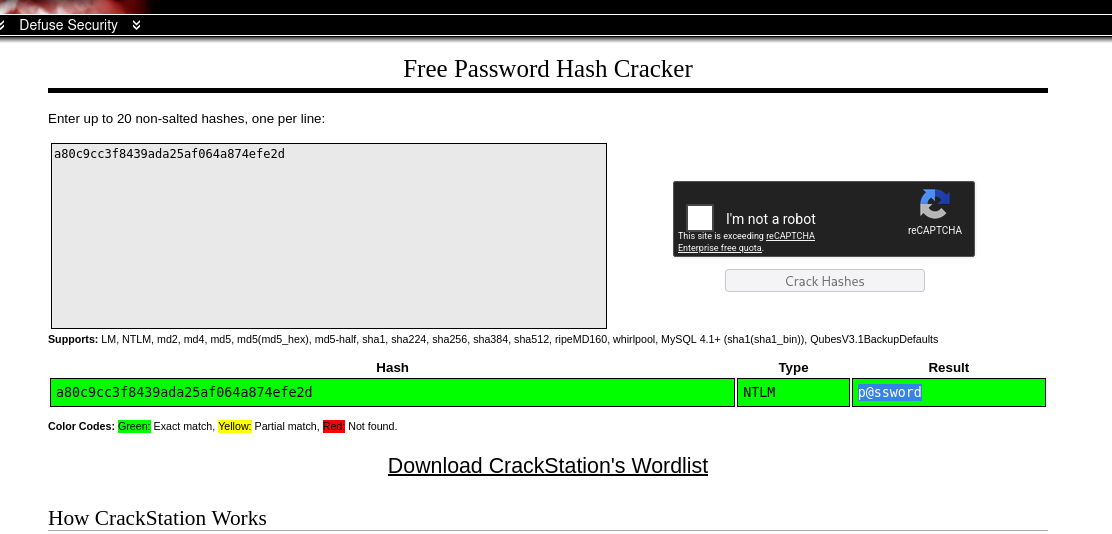 Defuse Security
Free Password Hash Cracker
Enter up to 20 non-salted hashes, one per line:
a80c9cc3f8439ada25af064a874efe2d
I'm not a robot
reCAPTCHA
This site is exceeding reCAPTCHA
Enterprise free quota.
Crack Hashes
Supports: LM, NTLM, md2, md4, md5, md5(md5_hex), md5-half, sha1, sha224, sha256, sha384, sha512, ripeMD160, whirlpool, MySQL 4.1+ (sha1(sha1_bin)), QubesV3.1BackupDefaults
Hash Type Result
a80c9cc3f8439ada25af064a874efe2d NTLM p@ssword
Color Codes: Green: Exact match, Yellow: Partial match, Red: Not found.
Download CrackStation's Wordlist
How CrackStation Works